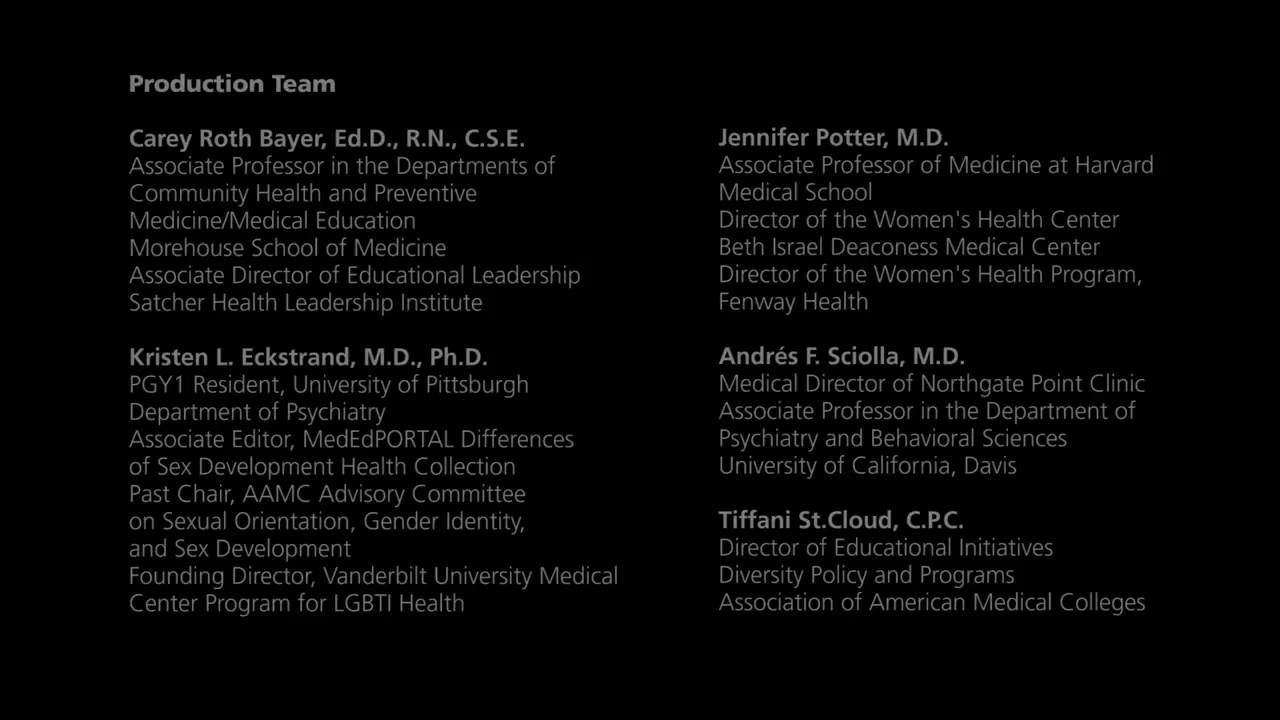 Production Team
Carey Roth Bayer, Ed.D., R.N., C.S.E.
Associate Professor in the Departments of
Community Health and Preventive
Medicine/Medical Education
Morehouse School of Medicine
Associate Director of Educational Leadership
Satcher Health Leadership Institute
Kristen L. Eckstrand, M.D., Ph.D.
PGY1 Resident, University of Pittsburgh
Department of Psychiatry
Associate Editor, MedEdPORTAL Differences
of Sex Development Health Collection
Past Chair, AAMC Advisory Committee
on Sexual Orientation, Gender Identity,
and Sex Development
Founding Director, Vanderbilt University Medical
Center Program for LGBTI Health
Jennifer Potter, M.D.
Associate Professor of Medicine at Harvard
Medical School
Director of the Women's Health Center
Beth Israel Deaconess Medical Center
Director of the Women's Health Program,
Fenway Health
Andrés F. Sciolla, M.D.
Medical Director of Northgate Point Clinic
Associate Professor in the Department of
Psychiatry and Behavioral Sciences
University of California, Davis
Tiffani St.Cloud, C.P.C.
Director of Educational Initiatives
Diversity Policy and Programs
Association of American Medical Colleges